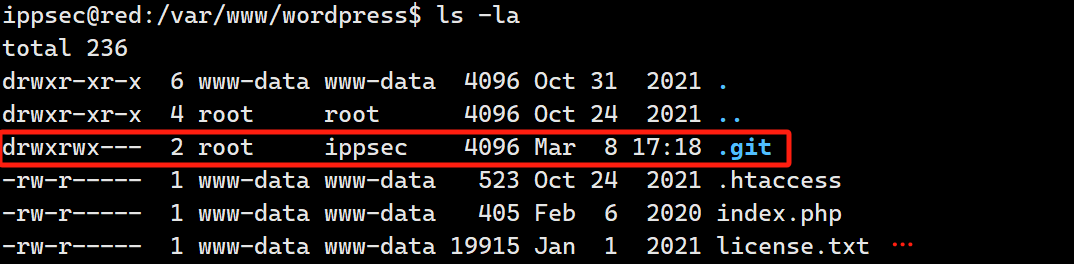 ippsec@red:/var/www/wordpress$ ls -la
total 236
drwxr-xr-x  6 www-data www-data  4096 Oct 31  2021 .
drwxr-xr-x  4 root     root      4096 Oct 24  2021 ..
drwxrwx---  2 root     ippsec    4096 Mar  8 17:18 .git
-rw-r-----  1 www-data www-data   523 Oct 24  2021 .htaccess
-rw-r-----  1 www-data www-data   405 Feb  6  2020 index.php
-rw-r-----  1 www-data www-data 19915 Jan  1  2021 license.txt ...